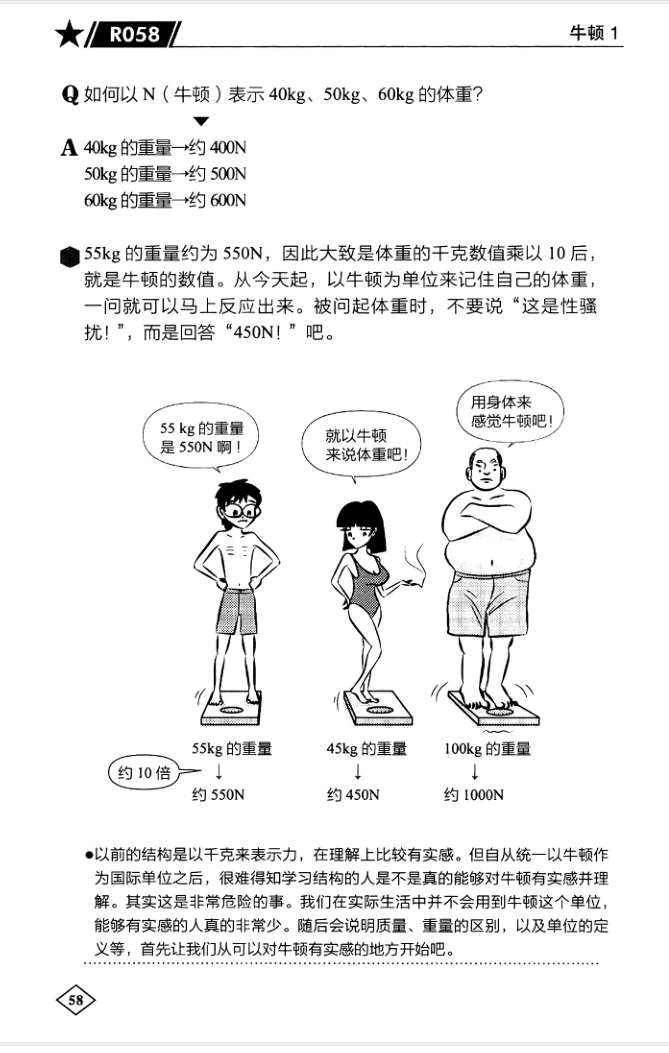 ★ R058
牛顿 1
Q 如何以 N（牛顿）表示 40kg、50kg、60kg 的体重？
▼
A 40kg 的重量→约 400N
50kg 的重量→约 500N
60kg 的重量→约 600N
55kg 的重量约为 550N，因此大致是体重的千克数值乘以 10 后，
就是牛顿的数值。从今天起，以牛顿为单位来记住自己的体重，
一问就可以马上反应出来。被问起体重时，不要说“这是性骚
扰！”，而是回答“450N！”吧。
用身体来
感觉牛顿吧！
55 kg 的重量
是 550N 啊！
就以牛顿
来说体重吧！
55kg 的重量
45kg 的重量
100kg 的重量
约 10 倍
↓
↓
↓
约 550N
约 450N
约 1000N
●以前的结构是以千克来表示力，在理解上比较有实感。但自从统一以牛顿作
为国际单位之后，很难得知学习结构的人是不是真的能够对牛顿有实感并理
解。其实这是非常危险的事。我们在实际生活中并不会用到牛顿这个单位，
能够有实感的人真的非常少。随后会说明质量、重量的区别，以及单位的定
义等，首先让我们从可以对牛顿有实感的地方开始吧。
58